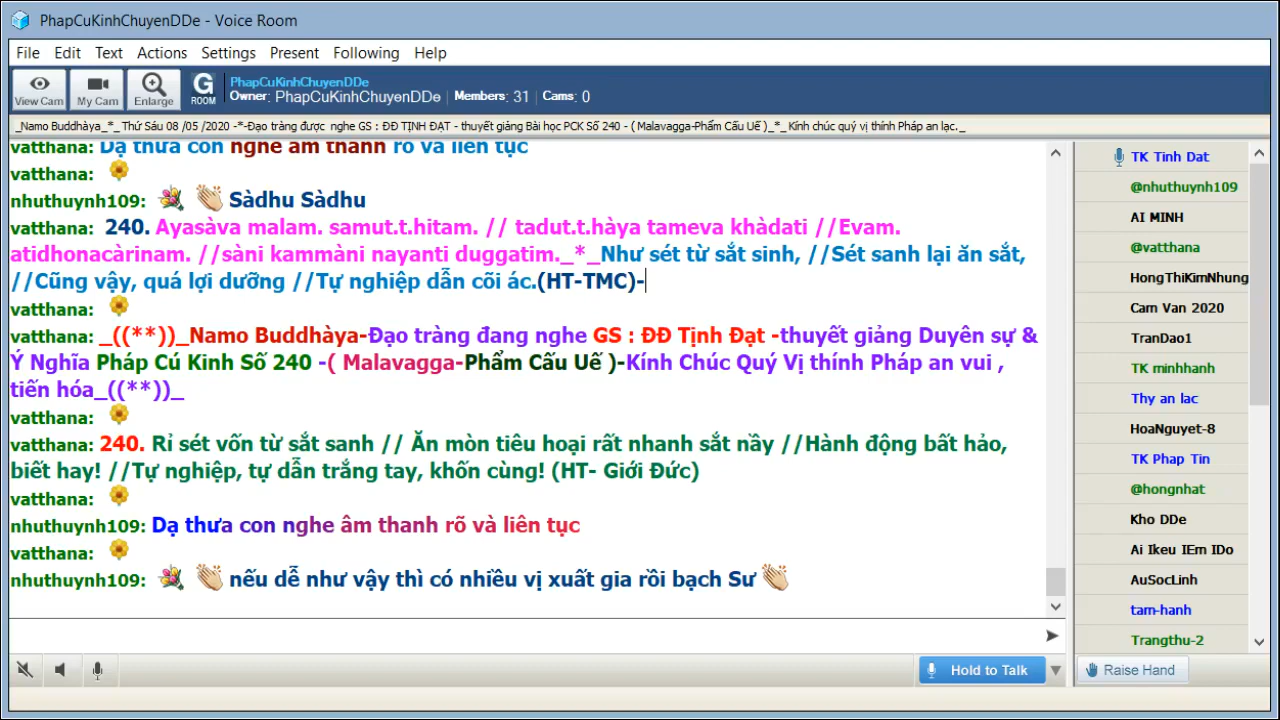 PhapCuKinhChuyenDDe - Voice Room
File Edit Text Actions Settings Present Following Help
View Cam My Cam Enlarge G ROOM
PhapCuKinhChuyenDDe
Owner: PhapCuKinhChuyenDDe | Members: 31 | Cams: 0
_Namo Buddhàya_*_ Thứ Sáu 08 /05 /2020 -*-Đạo tràng được nghe GS : ĐĐ TỊNH ĐẠT - thuyết giảng Bài học PCK Số 240 - ( Malavagga-Phẩm Cấu Uế )_*_ Kính chúc quý vị thính Pháp an lạc._
vatthana: Dạ thưa con nghe âm thanh rõ và liên tục
vatthana:
nhuthuynh109: Sàdhu Sàdhu
vatthana: 240. Ayasàva malam. samut.t.hitam. // tadut.t.hàya tameva khàdati //Evam.
atidhonacàrinam. //sàni kammàni nayanti duggatim._*_Như sét từ sắt sinh, //Sét sanh lại ăn sắt,
//Cũng vậy, quá lợi dưỡng //Tự nghiệp dẫn cõi ác.(HT-TMC)-
vatthana:
vatthana: _((**))_Namo Buddhàya-Đạo tràng đang nghe GS : ĐĐ Tịnh Đạt -thuyết giảng Duyên sự &
Ý Nghĩa Pháp Cú Kinh Số 240 -( Malavagga-Phẩm Cấu Uế )-Kính Chúc Quý Vị thính Pháp an vui ,
tiến hóa_((**))_
vatthana:
vatthana: 240. Rỉ sét vốn từ sắt sanh // Ăn mòn tiêu hoại rất nhanh sắt nầy //Hành động bất hảo,
biết hay! //Tự nghiệp, tự dẫn trắng tay, khốn cùng! (HT- Giới Đức)
vatthana:
nhuthuynh109: Dạ thưa con nghe âm thanh rõ và liên tục
vatthana:
nhuthuynh109: nếu dễ như vậy thì có nhiều vị xuất gia rồi bạch Sư
TK Tinh Dat
@nhuthuynh109
AI MINH
@vatthana
HongThiKimNhung
Cam Van 2020
TranDao1
TK minhhanh
Thy an lac
HoaNguyet-8
TK Phap Tin
@hongnhat
Kho DDe
Ai Ikeu IEm IDo
AuSocLinh
tam-hanh
Trangthu-2
Hold to Talk
Raise Hand